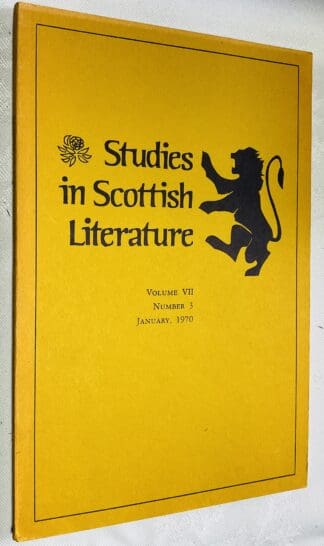 Studies
in Scottish
Literature
VOLUME VII
NUMBER 3
JANUARY, 1970